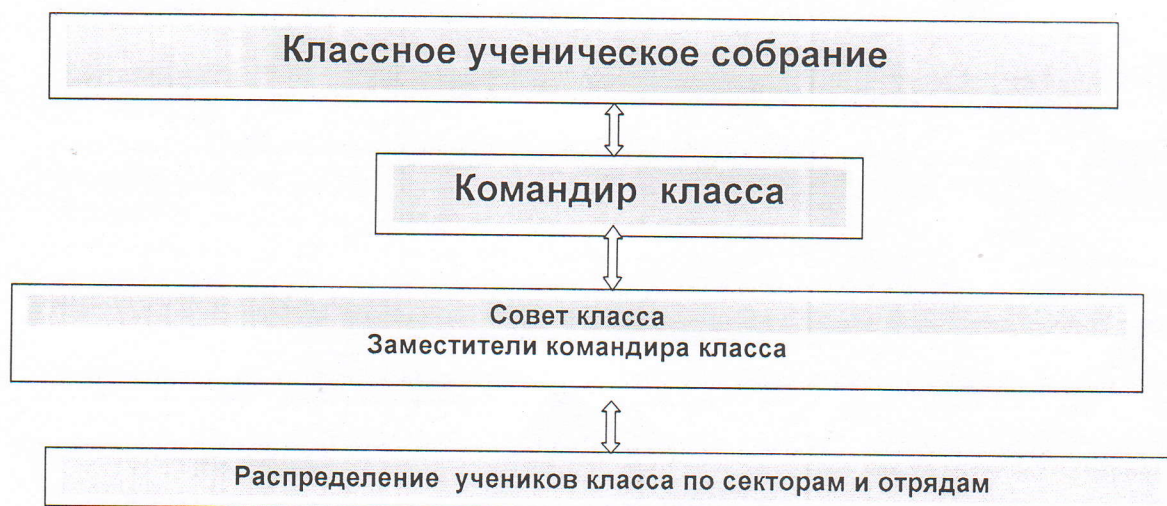 Классное ученическое собрание
Командир класса
Совет класса
Заместители командира класса
Распределение учеников класса по секторам и отрядам